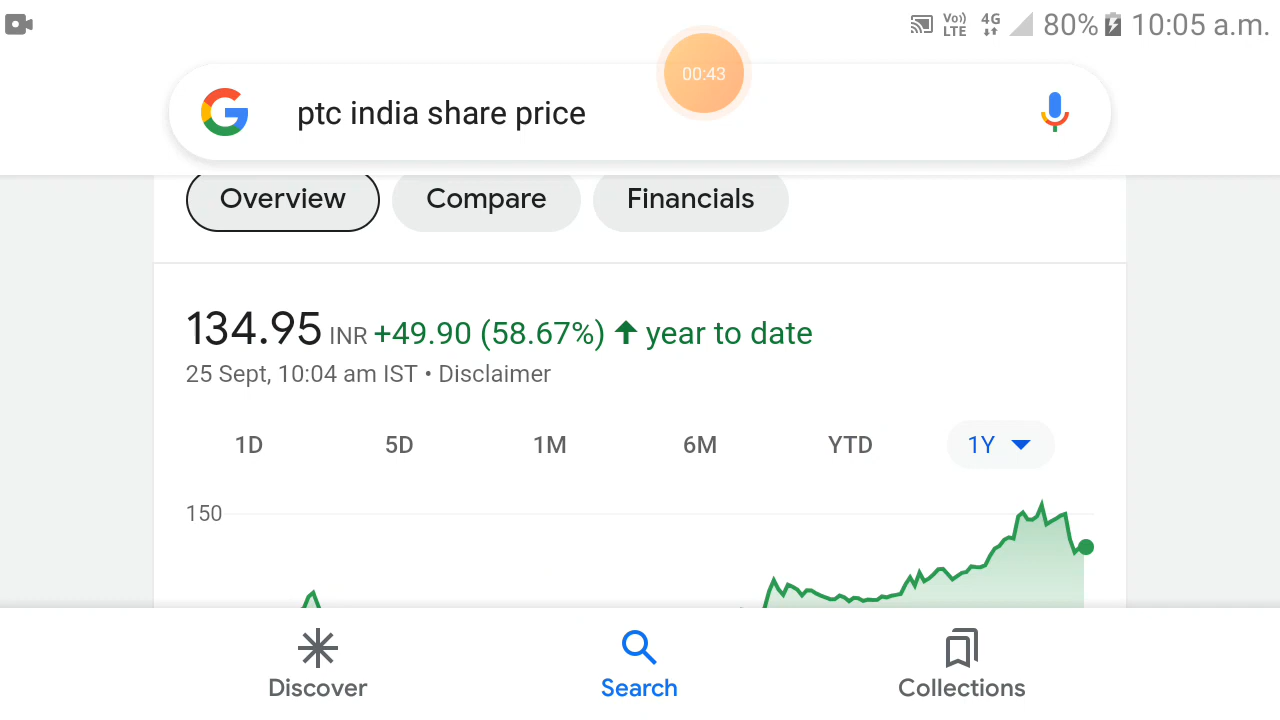 Vo)) LTE 4G 80% 10:05 a.m.
00:43
ptc india share price
Overview Compare Financials
134.95 INR +49.90 (58.67%) ↑ year to date
25 Sept, 10:04 am IST • Disclaimer
1D 5D 1M 6M YTD 1Y
150
Discover Search Collections